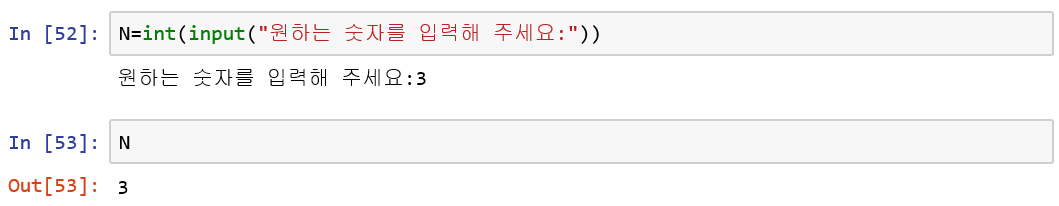 In [52]: N=int(input("원하는 숫자를 입력해 주세요:"))
원하는 숫자를 입력해 주세요:3
In [53]: N
Out[53]: 3